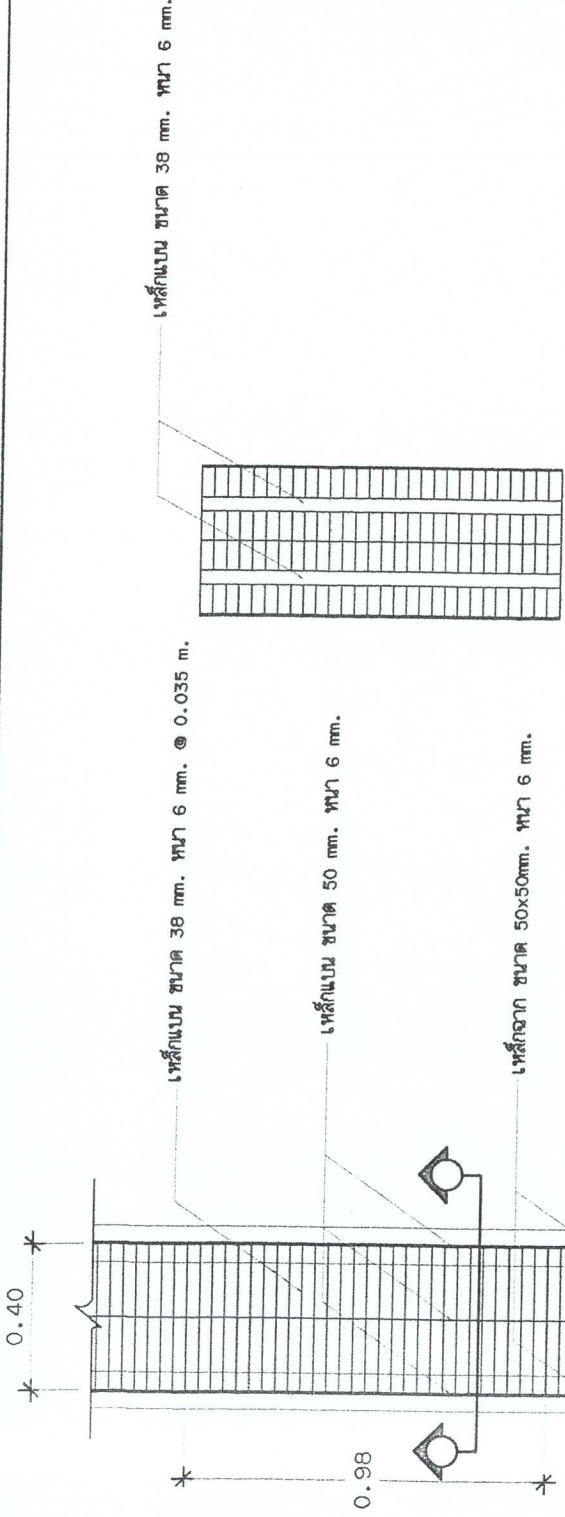 เหล็กแบน ขนาด 38 mm. หนา 6 mm.
เหล็กแบน ขนาด 38 mm. หนา 6 mm. @ 0.035 m.
เหล็กแบน ขนาด 50 mm. หนา 6 mm.
เหล็กฉาก ขนาด 50x50mm. หนา 6 mm.
0.40
0.98